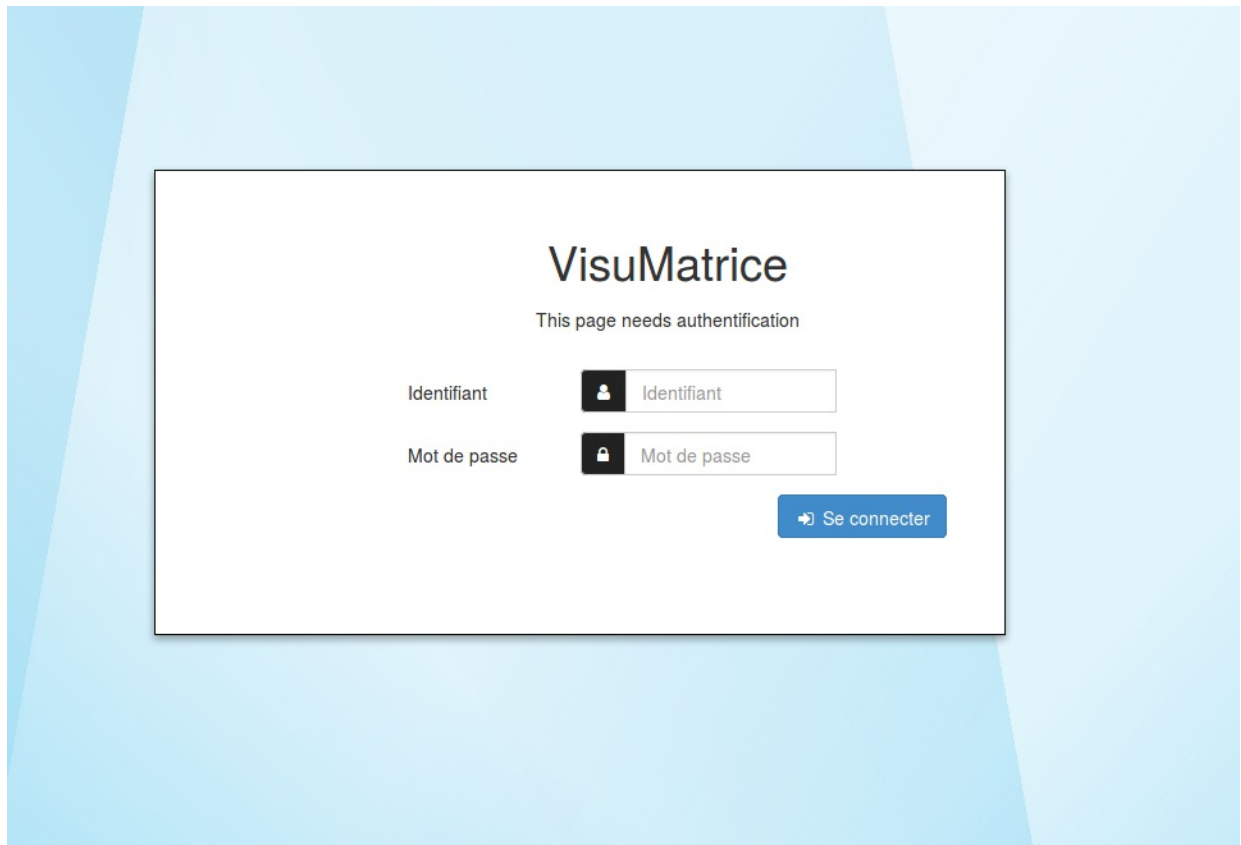 VisuMatrice
This page needs authentification
Identifiant Identifiant
Mot de passe Mot de passe
Se connecter